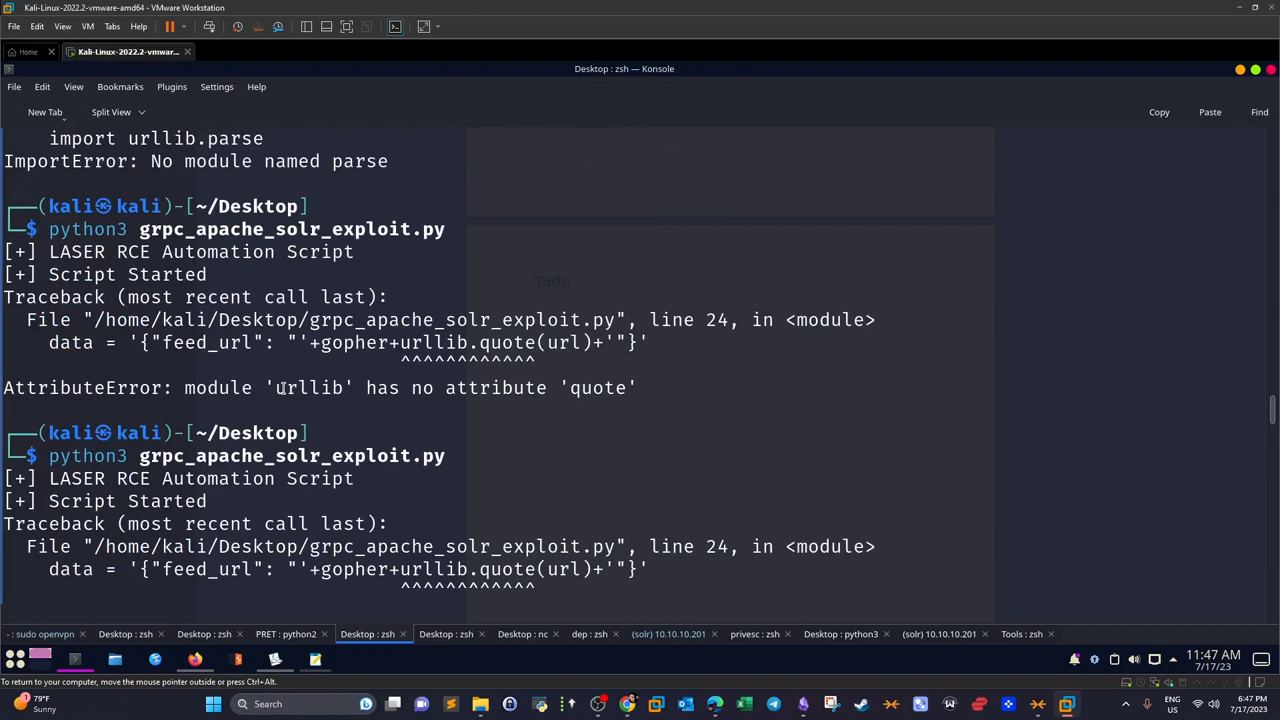 Kali-Linux-2022.2-vmware-amd64 - VMware Workstation
File Edit View VM Tabs Help
Home
Kali-Linux-2022.2-vmwar...
Desktop : zsh — Konsole
File Edit View Bookmarks Plugins Settings Help
New Tab Split View Copy Paste Find
import urllib.parse
ImportError: No module named parse
┌──(kali㉿kali)-[~/Desktop]
└─$ python3 grpc_apache_solr_exploit.py
[+] LASER RCE Automation Script
[+] Script Started
Traceback (most recent call last):
File "/home/kali/Desktop/grpc_apache_solr_exploit.py", line 24, in <module>
data = '{"feed_url": "'+gopher+urllib.quote(url)+'"}'
^^^^^^^^^^^^
AttributeError: module 'urllib' has no attribute 'quote'
┌──(kali㉿kali)-[~/Desktop]
└─$ python3 grpc_apache_solr_exploit.py
[+] LASER RCE Automation Script
[+] Script Started
Traceback (most recent call last):
File "/home/kali/Desktop/grpc_apache_solr_exploit.py", line 24, in <module>
data = '{"feed_url": "'+gopher+urllib.quote(url)+'"}'
^^^^^^^^^^^^
Todo
- : sudo openvpn Desktop : zsh Desktop : zsh PRET : python2 Desktop : zsh Desktop : zsh Desktop : nc dep : zsh (solr) 10.10.10.201 privesc : zsh Desktop : python3 (solr) 10.10.10.201 Tools : zsh
11:47 AM
7/17/23
To return to your computer, move the mouse pointer outside or press Ctrl+Alt.
79°F
Sunny
Search
ENG
US
6:47 PM
7/17/2023